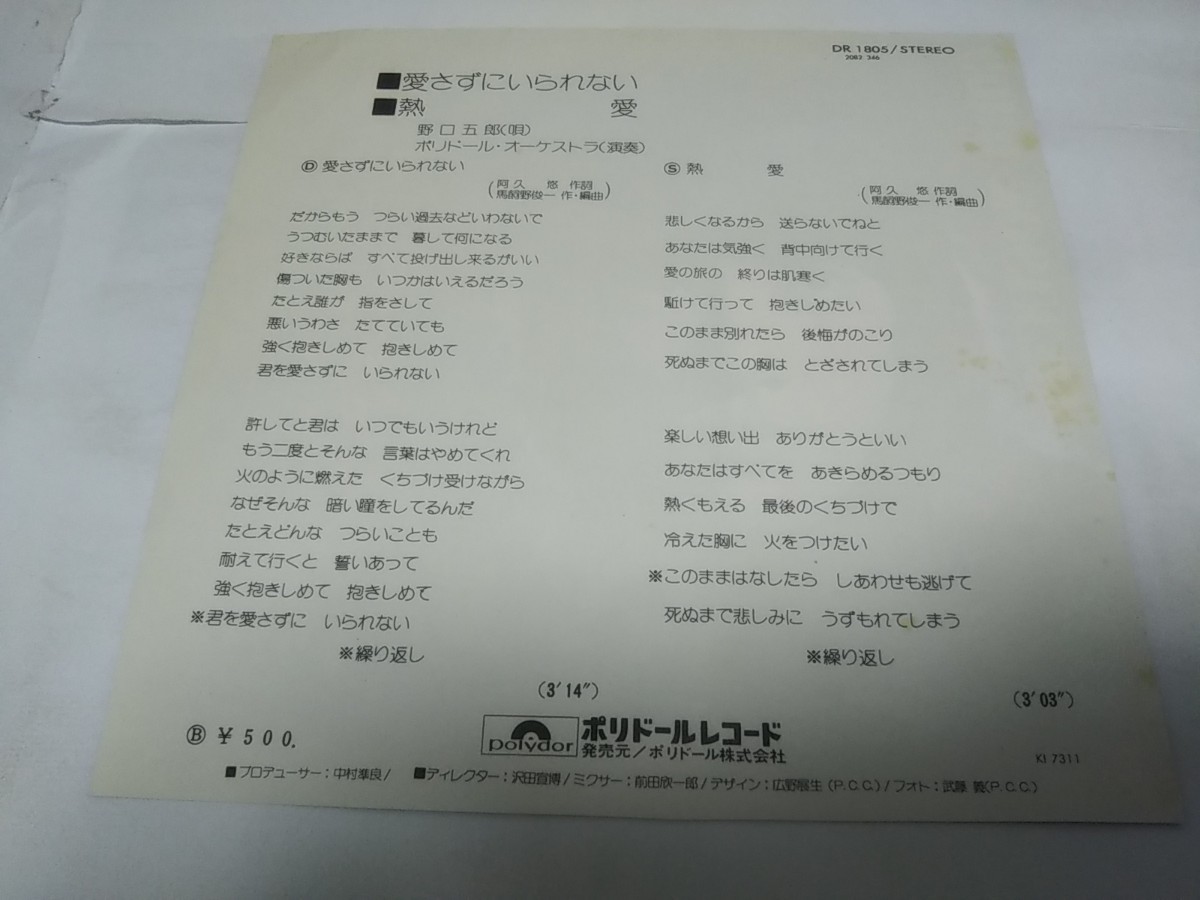 DR 1805/STEREO
2082 246
■愛さずにいられない
■熱 愛
野口五郎(唄)
ポリドール・オーケストラ(演奏)
Ⓓ 愛さずにいられない
(阿久 悠 作詞
馬飼野俊一 作・編曲)
だからもう つらい過去などいわないで
うつむいたままで 暮して何になる
好きならば すべて投げ出し来るがいい
傷ついた胸も いつかはいえるだろう
たとえ誰が 指をさして
悪いうわさ たてていても
強く抱きしめて 抱きしめて
君を愛さずに いられない
許してと君は いつでもいうけれど
もう二度とそんな 言葉はやめてくれ
火のように燃えた くちづけ受けながら
なぜそんな 暗い瞳をしてるんだ
たとえどんな つらいことも
耐えて行くと 誓いあって
強く抱きしめて 抱きしめて
※君を愛さずに いられない
※繰り返し
(3'14")
Ⓢ 熱 愛
(阿久 悠 作詞
馬飼野俊一 作・編曲)
悲しくなるから 送らないでねと
あなたは気強く 背中向けて行く
愛の旅の 終りは肌寒く
駈けて行って 抱きしめたい
このまま別れたら 後悔がのこり
死ぬまでこの胸は とざされてしまう
楽しい想い出 ありがとうといい
あなたはすべてを あきらめるつもり
熱くもえる 最後のくちづけで
冷えた胸に 火をつけたい
※このままはなしたら しあわせも逃げて
死ぬまで悲しみに うずもれてしまう
※繰り返し
(3'03")
Ⓑ ¥500.
polydor
ポリドールレコード
発売元/ポリドール株式会社
KI 7311
■プロデューサー:中村準良/ ■ディレクター:沢田宣博/ミクサー:前田欣一郎/デザイン:広野展生(P.C.C.)/フォト:武藤 義(P.C.C.)